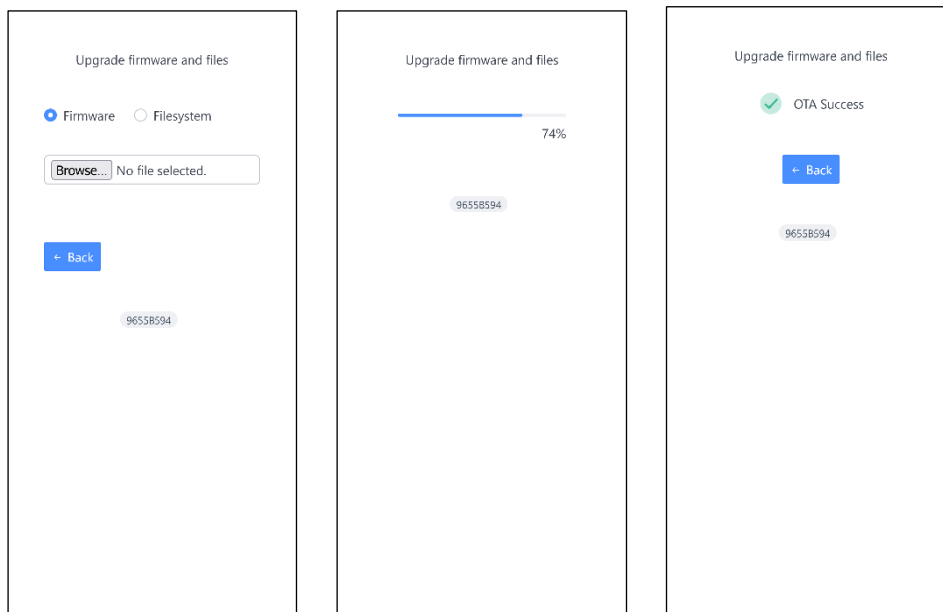 Upgrade firmware and files
Firmware Filesystem
Browse... No file selected.
← Back
9655B594
Upgrade firmware and files
74%
9655B594
Upgrade firmware and files
OTA Success
← Back
9655B594